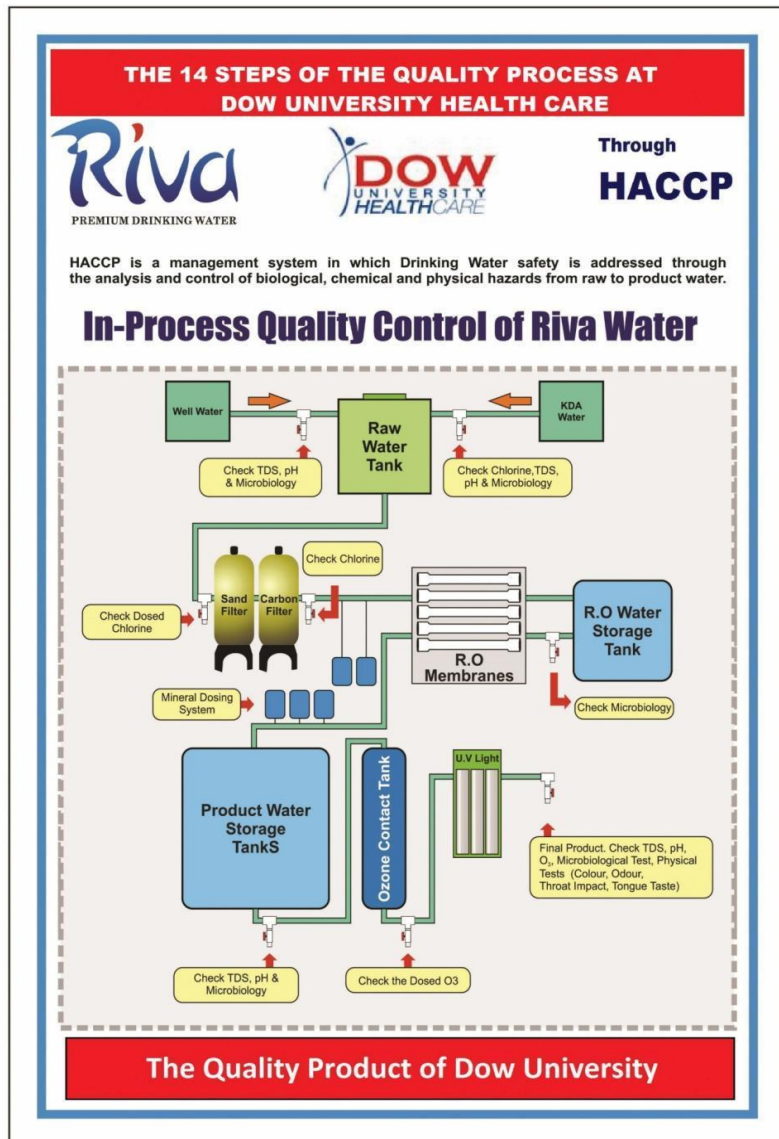 THE 14 STEPS OF THE QUALITY PROCESS AT
DOW UNIVERSITY HEALTH CARE
Riva
PREMIUM DRINKING WATER
DOW
UNIVERSITY
HEALTHCARE
Through
HACCP
HACCP is a management system in which Drinking Water safety is addressed through
the analysis and control of biological, chemical and physical hazards from raw to product water.
In-Process Quality Control of Riva Water
Well Water
Raw
Water
Tank
KDA
Water
Check TDS, pH
& Microbiology
Check Chlorine,TDS,
pH & Microbiology
Check Chlorine
Sand
Filter
Carbon
Filter
Check Dosed
Chlorine
R.O
Membranes
R.O Water
Storage
Tank
Mineral Dosing
System
Check Microbiology
Product Water
Storage
TankS
Ozone Contact Tank
U.V Light
Final Product. Check TDS, pH,
O₃, Microbiological Test, Physical
Tests (Colour, Odour,
Throat Impact, Tongue Taste)
Check TDS, pH &
Microbiology
Check the Dosed O3
The Quality Product of Dow University